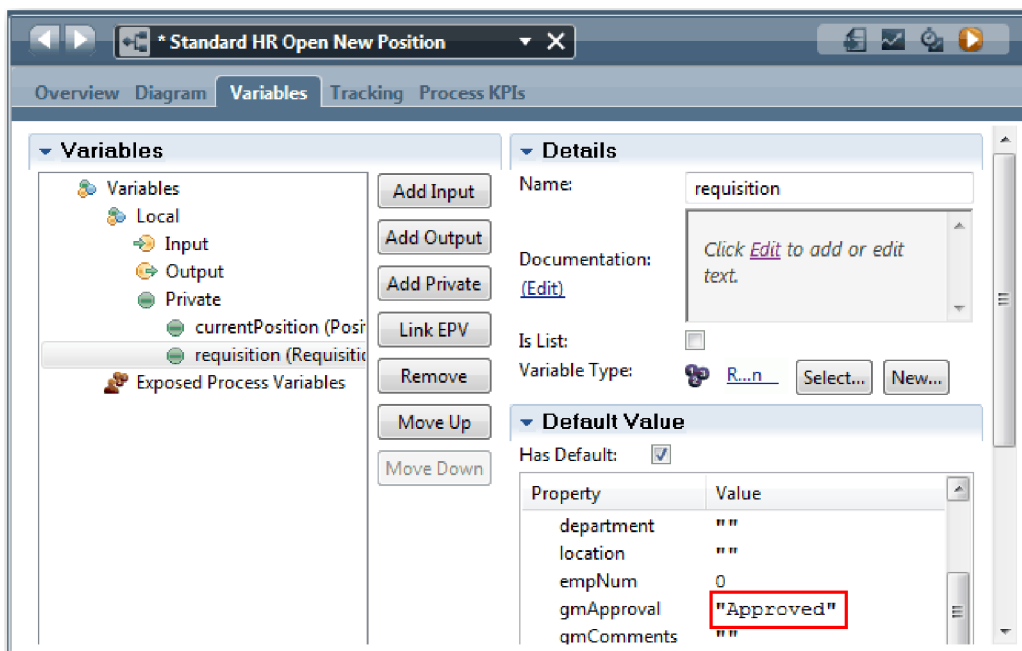 * Standard HR Open New Position
Overview Diagram Variables Tracking Process KPIs
Variables
Variables
Local
Input
Output
Private
currentPosition (Posi
requisition (Requisitio
Exposed Process Variables
Add Input
Add Output
Add Private
Link EPV
Remove
Move Up
Move Down
Details
Name: requisition
Documentation:
(Edit)
Click Edit to add or edit
text.
Is List:
Variable Type: R...n Select... New...
Default Value
Has Default:
Property Value
department ""
location ""
empNum 0
gmApproval "Approved"
gmComments ""